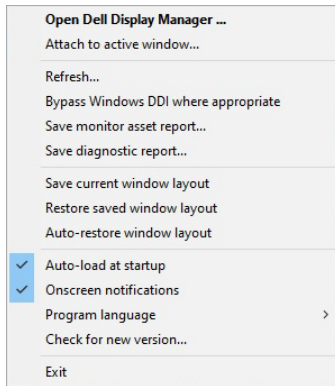 Open Dell Display Manager ...
Attach to active window...
Refresh...
Bypass Windows DDI where appropriate
Save monitor asset report...
Save diagnostic report...
Save current window layout
Restore saved window layout
Auto-restore window layout
Auto-load at startup
Onscreen notifications
Program language
Check for new version...
Exit